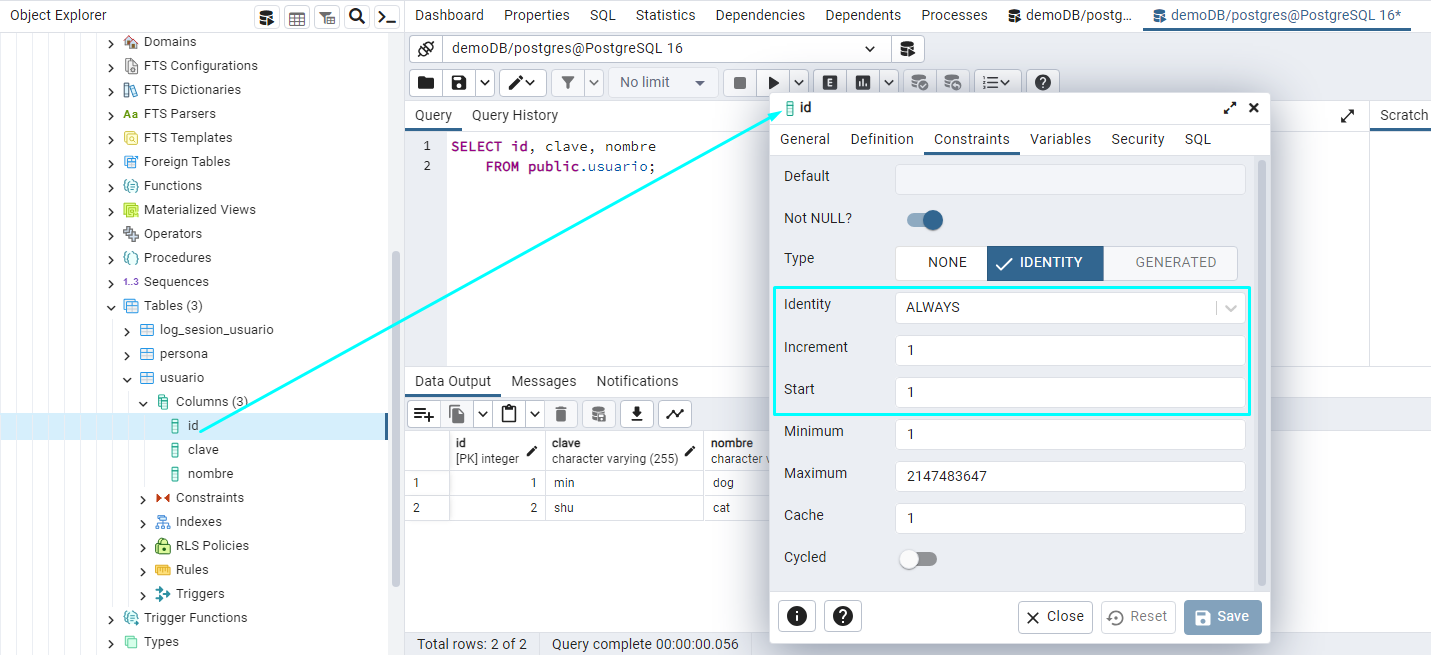 Object Explorer
Dashboard Properties SQL Statistics Dependencies Dependents Processes demoDB/postg... demoDB/postgres@PostgreSQL 16*
Domains
FTS Configurations
FTS Dictionaries
Aa FTS Parsers
FTS Templates
Foreign Tables
Functions
Materialized Views
Operators
Procedures
1..3 Sequences
Tables (3)
log_sesion_usuario
persona
usuario
Columns (3)
id
clave
nombre
Constraints
Indexes
RLS Policies
Rules
Triggers
Trigger Functions
Types
demoDB/postgres@PostgreSQL 16
No limit
E
Query Query History
Scratch
1 SELECT id, clave, nombre
2 FROM public.usuario;
Data Output Messages Notifications
id clave nombre
[PK] integer character varying (255) character v
1 1 min dog
2 2 shu cat
Total rows: 2 of 2 Query complete 00:00:00.056
id
General Definition Constraints Variables Security SQL
Default
Not NULL?
Type NONE IDENTITY GENERATED
Identity ALWAYS
Increment 1
Start 1
Minimum 1
Maximum 2147483647
Cache 1
Cycled
Close Reset Save